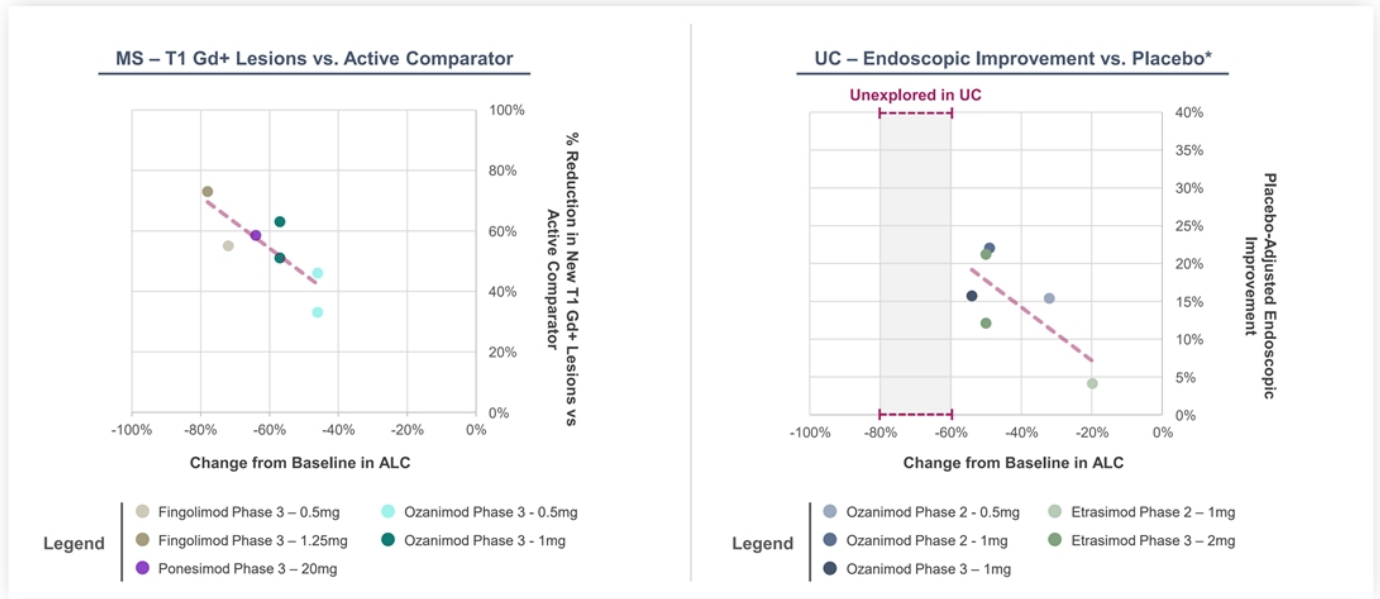 MS – T1 Gd+ Lesions vs. Active Comparator
100%
80%
60%
40%
20%
0%
% Reduction in New T1 Gd+ Lesions vs
Active Comparator
-100%
-80%
-60%
-40%
-20%
0%
Change from Baseline in ALC
Legend
Fingolimod Phase 3 – 0.5mg
Fingolimod Phase 3 – 1.25mg
Ponesimod Phase 3 – 20mg
Ozanimod Phase 3 - 0.5mg
Ozanimod Phase 3 - 1mg
UC – Endoscopic Improvement vs. Placebo*
Unexplored in UC
40%
35%
30%
25%
20%
15%
10%
5%
0%
Placebo-Adjusted Endoscopic
Improvement
-100%
-80%
-60%
-40%
-20%
0%
Change from Baseline in ALC
Legend
Ozanimod Phase 2 - 0.5mg
Ozanimod Phase 2 - 1mg
Ozanimod Phase 3 – 1mg
Etrasimod Phase 2 – 1mg
Etrasimod Phase 3 – 2mg